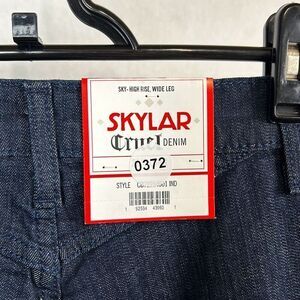 SKY-HIGH RISE, WIDE LEG
SKYLAR
Cruel DENIM
0372
STYLE IND